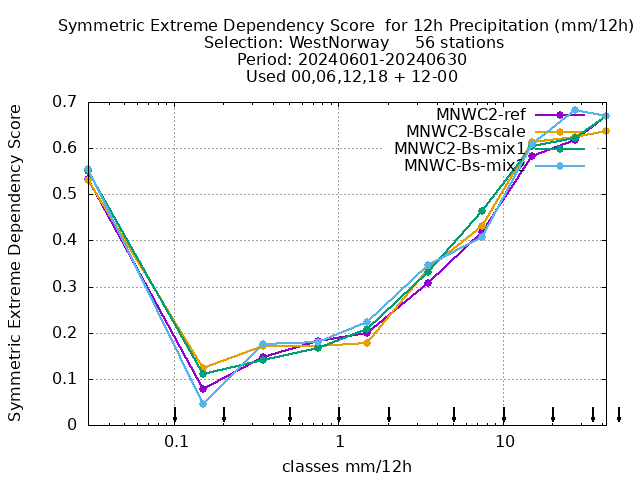 Symmetric Extreme Dependency Score  for 12h Precipitation (mm/12h)
Selection: WestNorway     56 stations
Period: 20240601-20240630
Used 00,06,12,18 + 12-00
Symmetric Extreme Dependency Score
0.7
0.6
0.5
0.4
0.3
0.2
0.1
0
MNWC2-ref
MNWC2-Bscale
MNWC2-Bs-mix1
MNWC-Bs-mix2
0.1
1
10
classes mm/12h